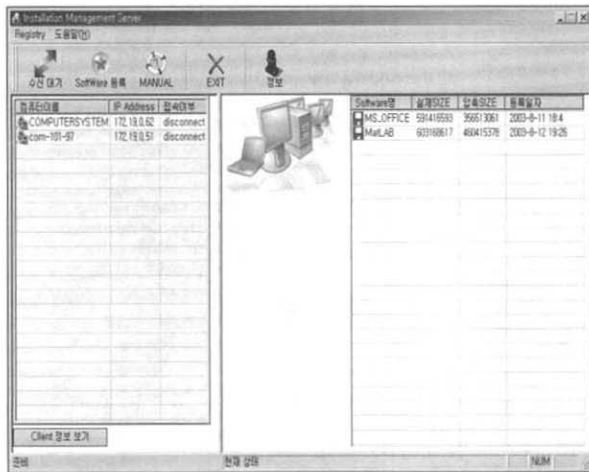 Installation Management Server
Registry 도움말(H)
수신 대기 SoftWare 등록 MANUAL EXIT 정보
컴퓨터이름 IP Address 접속여부
COMPUTERSYSTEM 172,19,0,62 disconnect
com-101-97 172,19,0,51 disconnect
Software명 실제SIZE 압축SIZE 등록일자
MS_OFFICE 591416593 356513061 2003-8-11 18:4
MatLAB 603168617 460415378 2003-8-12 19:26
Client 정보 보기
준비 현재 상태 NUM